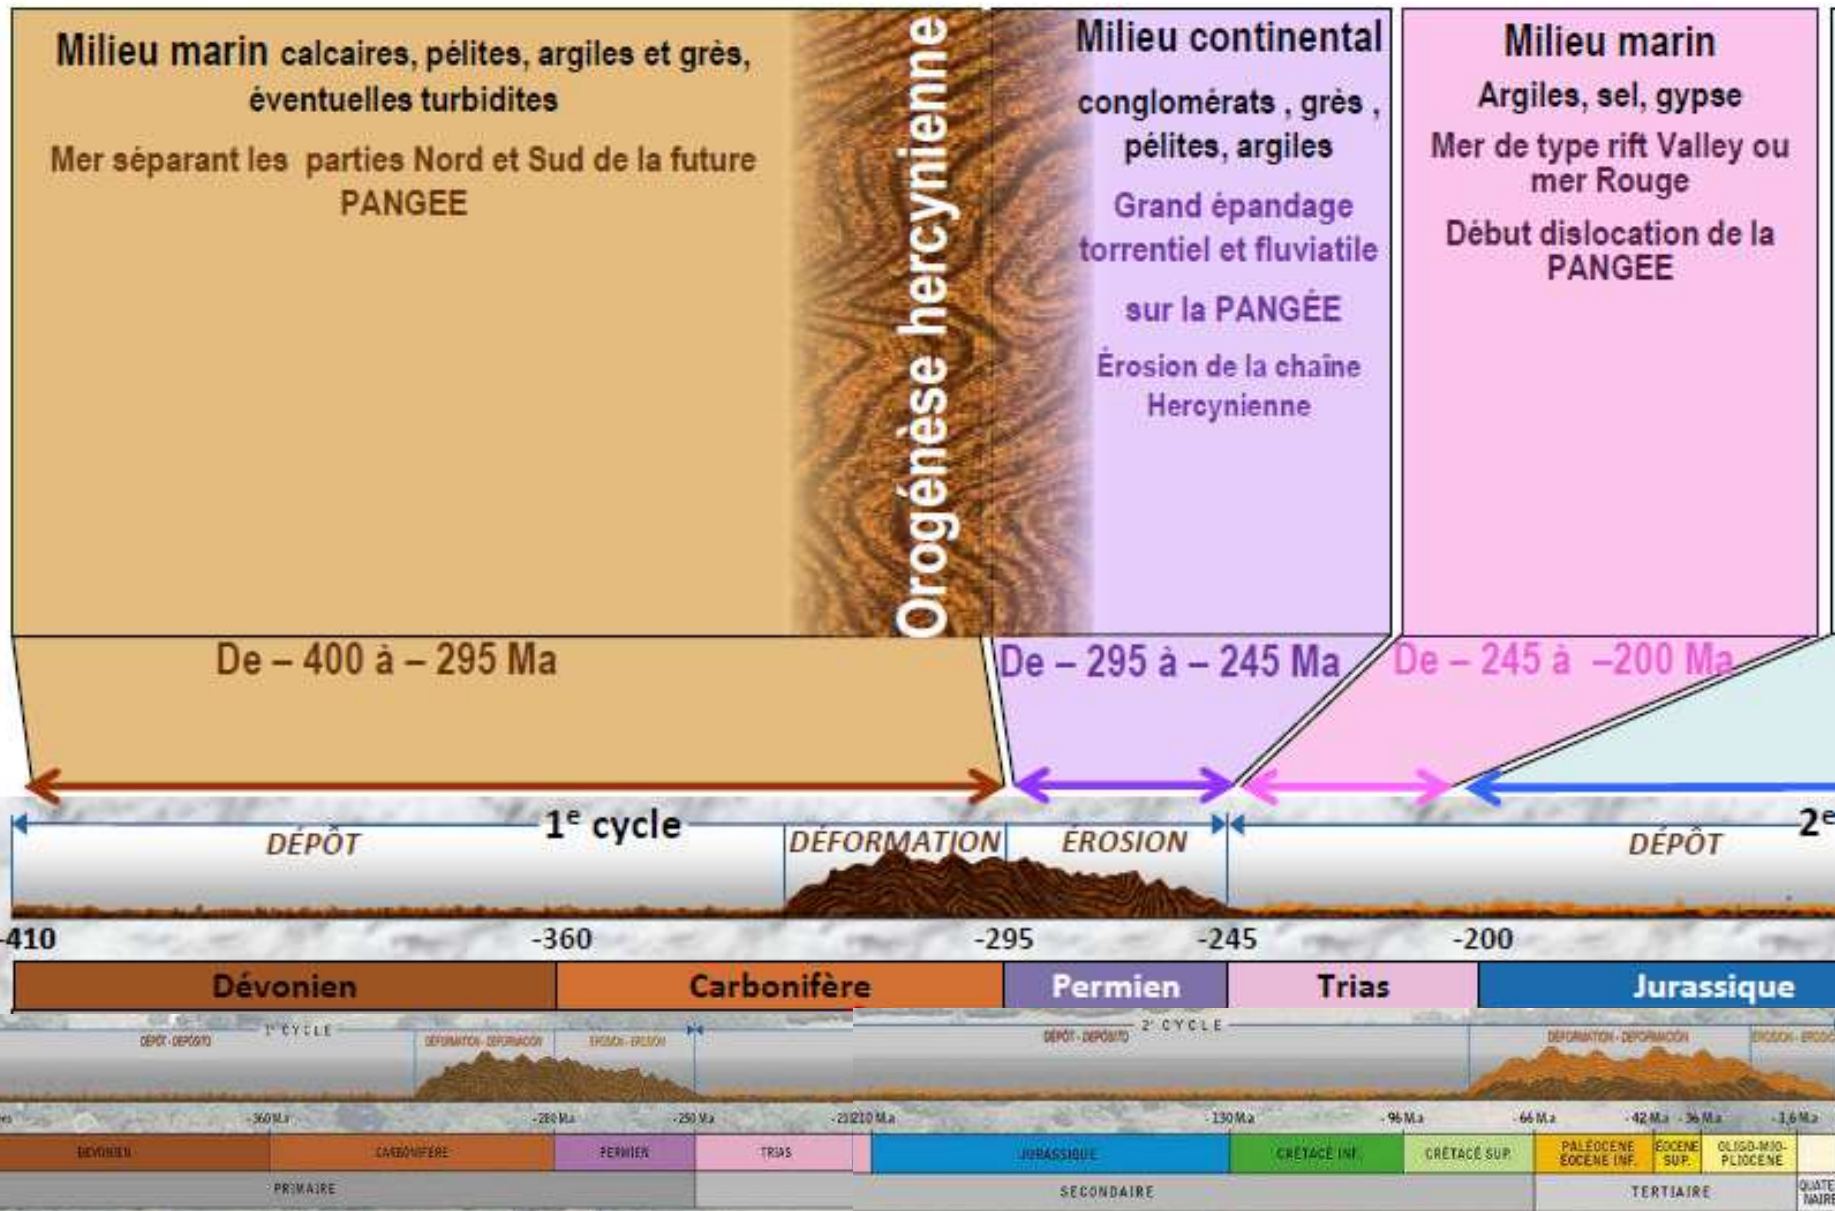 Milieu marin calcaires, pélites, argiles et grès,
éventuelles turbidites
Mer séparant les parties Nord et Sud de la future
PANGEE
Orogénèse hercynienne
Milieu continental
conglomérats , grès ,
pélites, argiles
Grand épandage
torrentiel et fluviatile
sur la PANGÉE
Érosion de la chaîne
Hercynienne
Milieu marin
Argiles, sel, gypse
Mer de type rift Valley ou
mer Rouge
Début dislocation de la
PANGEE
De – 400 à – 295 Ma
De – 295 à – 245 Ma
De – 245 à –200 Ma
1e cycle
2e
DÉPÔT
DÉFORMATION
ÉROSION
DÉPÔT
-410
-360
-295
-245
-200
Dévonien
Carbonifère
Permien
Trias
Jurassique
1e CYCLE
2e CYCLE
DÉPÔT - DEPÓSITO
DÉFORMATION - DEFORMACIÓN
ÉROSION - EROSIÓN
DÉPÔT - DEPÓSITO
DÉFORMATION - DEFORMACIÓN
-360 M.a
-280 M.a
-250 M.a
210 M.a
-130 M.a
-96 M.a
-66 M.a
-42 M.a
-36 M.a
-1,6 M.a
DÉVONIEN
CARBONIFÈRE
PERMIEN
TRIAS
JURASSIQUE
CRÉTACÉ INF.
CRÉTACÉ SUP.
PALÉOCÈNE
ÉOCÈNE INF.
ÉOCÈNE
SUP.
OLIGO-MIO-
PLIOCÈNE
PRIMAIRE
SECONDAIRE
TERTIAIRE
QUATE
NAIRE